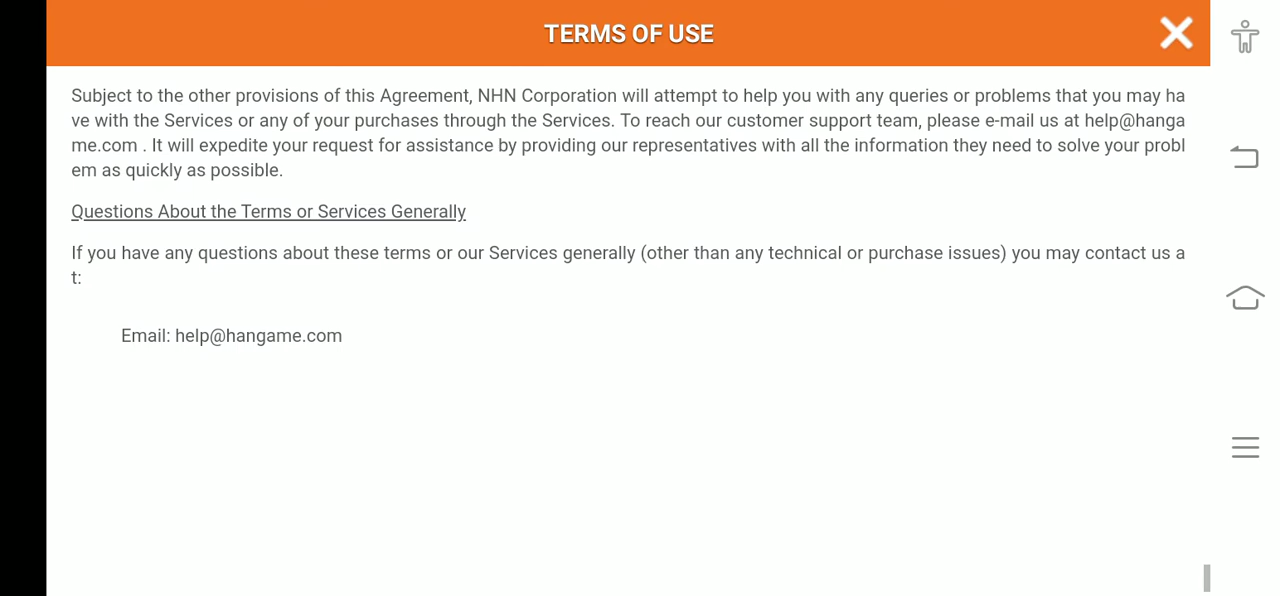 TERMS OF USE
Subject to the other provisions of this Agreement, NHN Corporation will attempt to help you with any queries or problems that you may ha
ve with the Services or any of your purchases through the Services. To reach our customer support team, please e-mail us at help@hanga
me.com . It will expedite your request for assistance by providing our representatives with all the information they need to solve your probl
em as quickly as possible.
Questions About the Terms or Services Generally
If you have any questions about these terms or our Services generally (other than any technical or purchase issues) you may contact us a
t:
Email: help@hangame.com